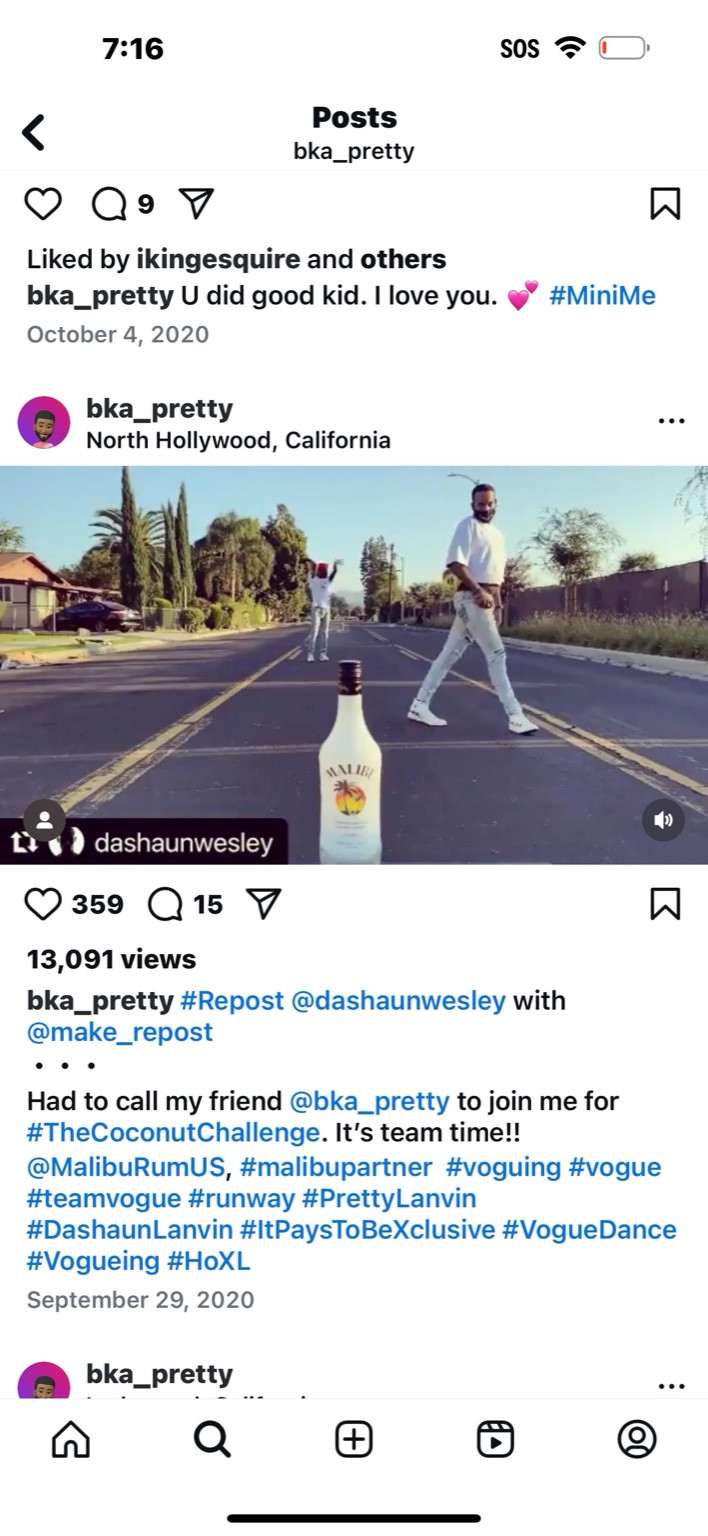 7:16
SOS
Posts
bka_pretty
9
Liked by ikingesquire and others
bka_pretty U did good kid. I love you. 💕 #MiniMe
October 4, 2020
bka_pretty
North Hollywood, California
MALIBU
dashaunwesley
359
15
13,091 views
bka_pretty #Repost @dashaunwesley with
@make_repost
• • •
Had to call my friend @bka_pretty to join me for
#TheCoconutChallenge. It’s team time!!
@MalibuRumUS, #malibupartner #voguing #vogue
#teamvogue #runway #PrettyLanvin
#DashaunLanvin #ItPaysToBeXclusive #VogueDance
#Vogueing #HoXL
September 29, 2020
bka_pretty